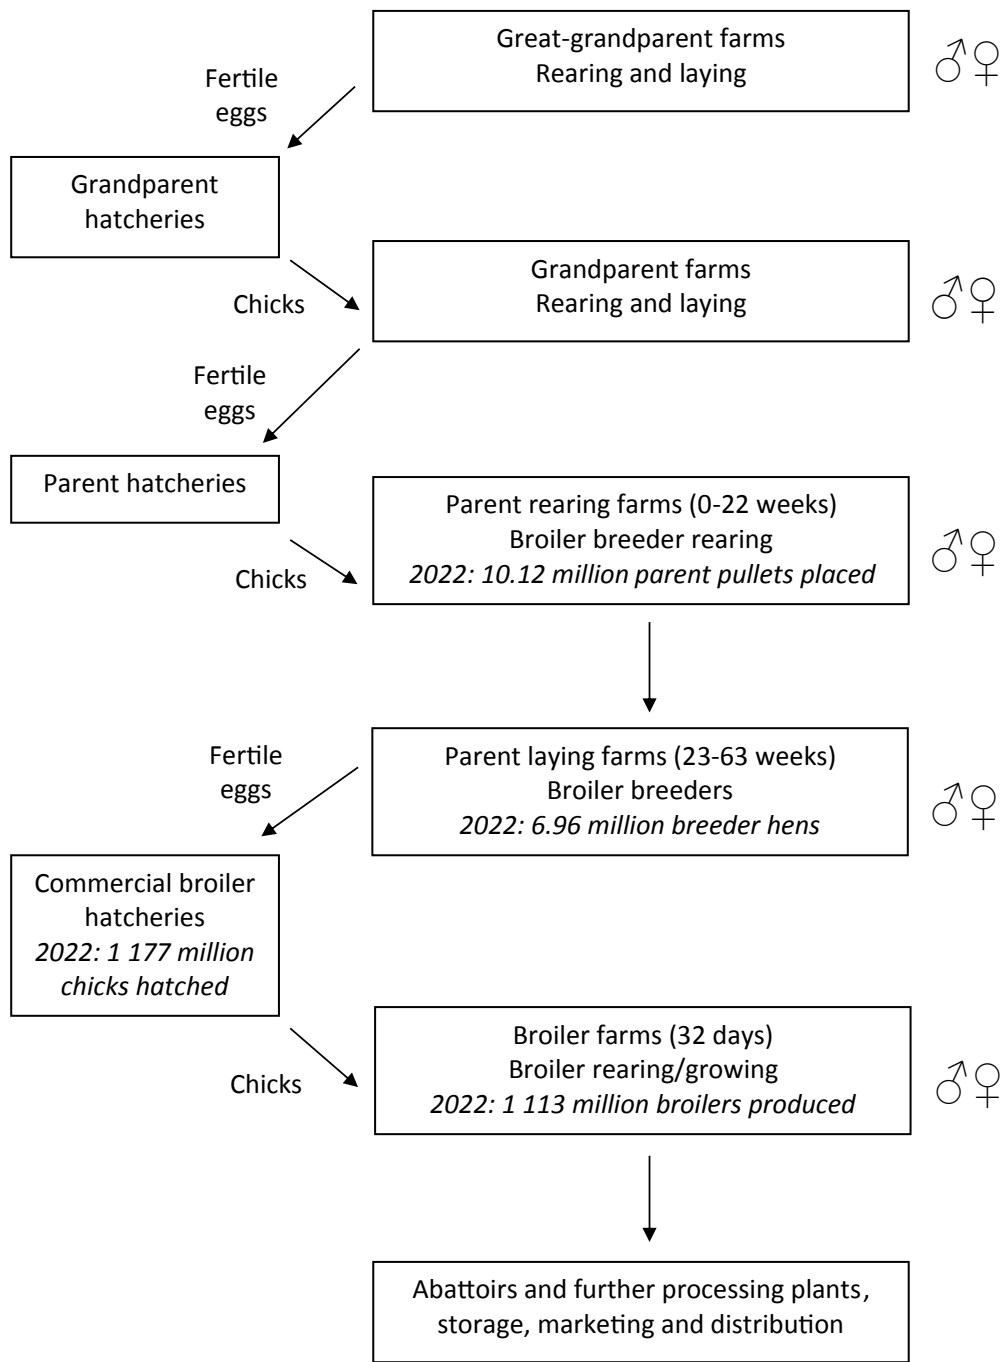 Great-grandparent farms
Rearing and laying
♂♀
Fertile
eggs
Grandparent
hatcheries
Chicks
Grandparent farms
Rearing and laying
♂♀
Fertile
eggs
Parent hatcheries
Chicks
Parent rearing farms (0-22 weeks)
Broiler breeder rearing
2022: 10.12 million parent pullets placed
♂♀
Parent laying farms (23-63 weeks)
Broiler breeders
2022: 6.96 million breeder hens
♂♀
Fertile
eggs
Commercial broiler
hatcheries
2022: 1 177 million
chicks hatched
Chicks
Broiler farms (32 days)
Broiler rearing/growing
2022: 1 113 million broilers produced
♂♀
Abattoirs and further processing plants,
storage, marketing and distribution